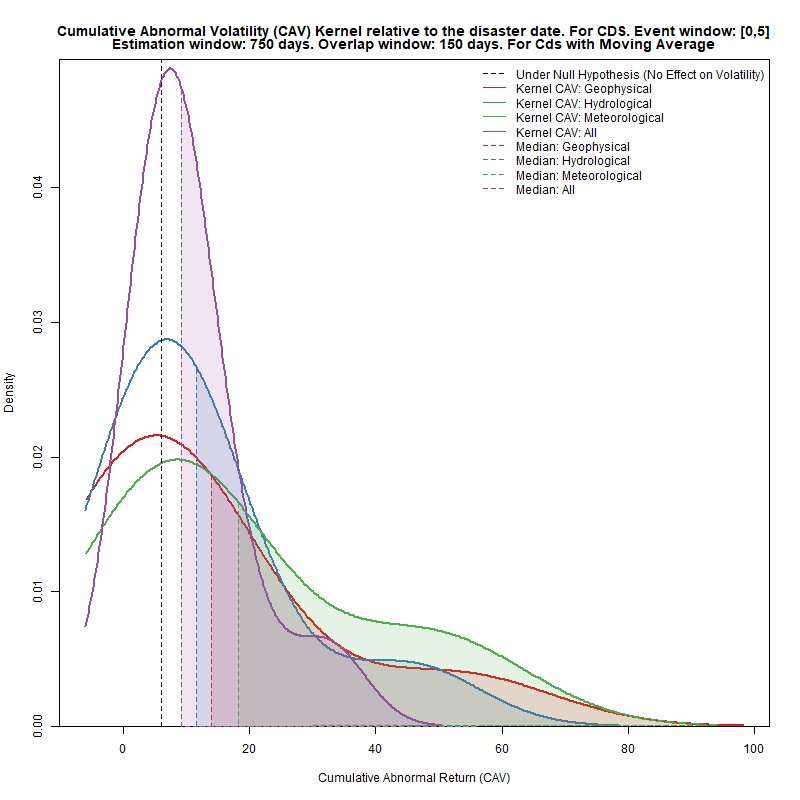 Cumulative Abnormal Volatility (CAV) Kernel relative to the disaster date. For CDS. Event window: [0,5]
Estimation window: 750 days. Overlap window: 150 days. For Cds with Moving Average
Under Null Hypothesis (No Effect on Volatility)
Kernel CAV: Geophysical
Kernel CAV: Hydrological
Kernel CAV: Meteorological
Kernel CAV: All
Median: Geophysical
Median: Hydrological
Median: Meteorological
Median: All
Density
0.04
0.03
0.02
0.01
0.00
0 20 40 60 80 100
Cumulative Abnormal Return (CAV)